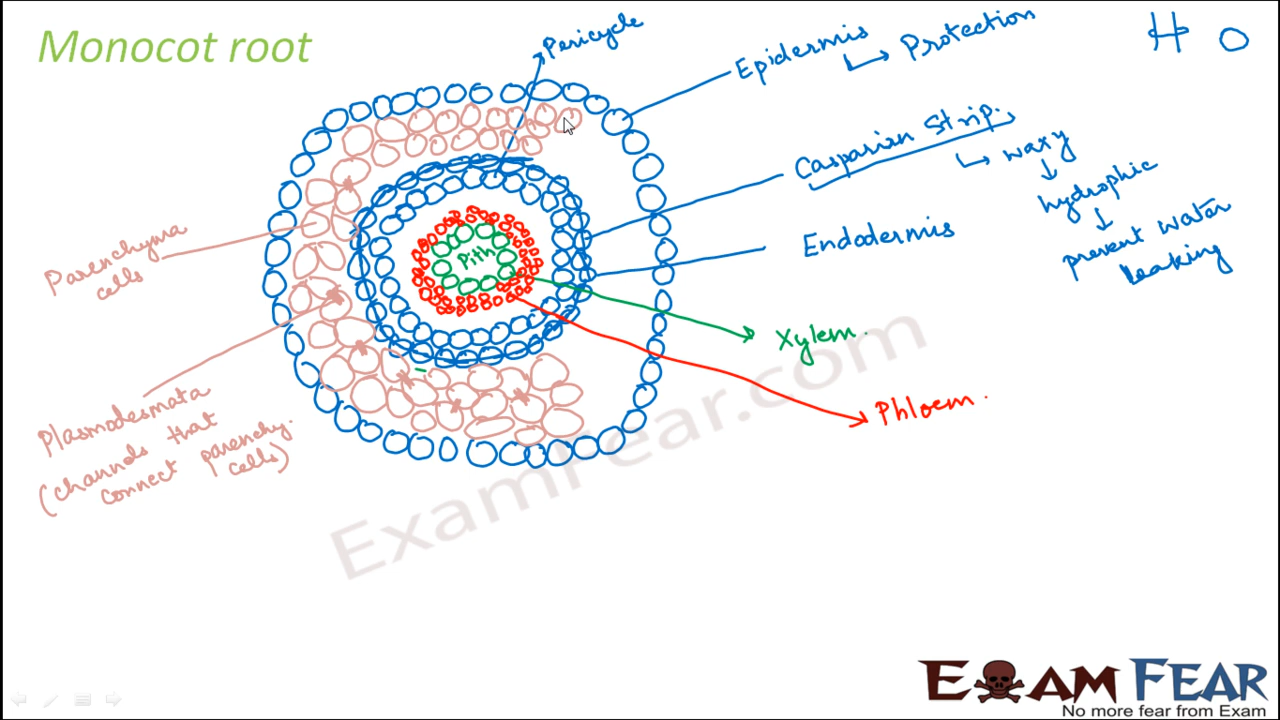 Monocot root
Pericycle
Epidermis
Protection
H O
Casparian Strip.
waxy
hydrophic
prevent water
leaking
Endodermis
Pith
Parenchyma
cells
Xylem.
Phloem.
Plasmodesmata
(channels that
connect parenchy.
cells)
ExamFear.com
EXAM FEAR
No more fear from Exam